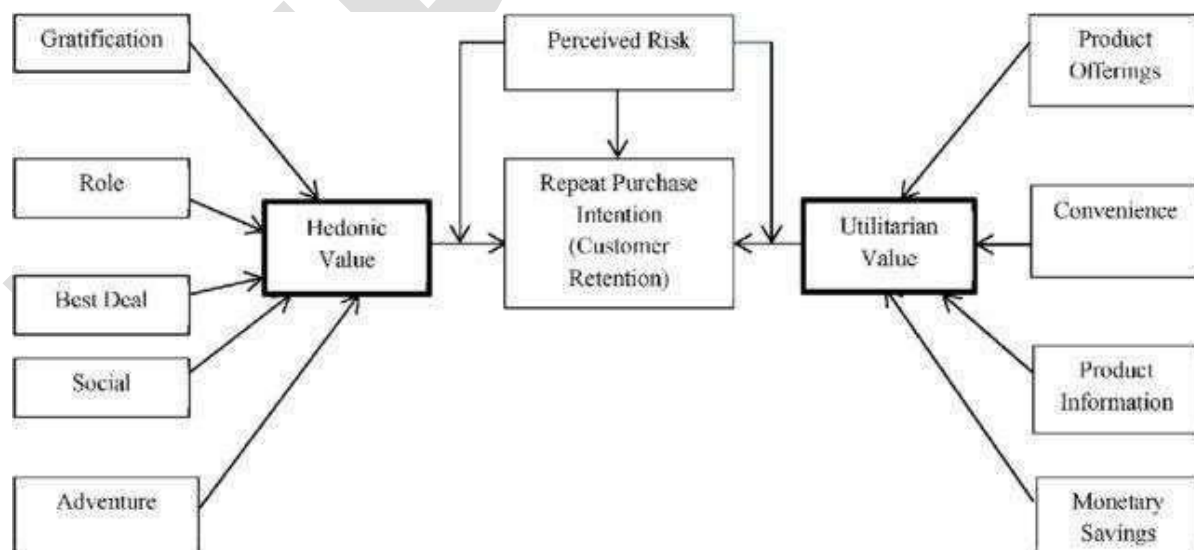 Gratification
Perceived Risk
Product
Offerings
Role
Repeat Purchase
Intention
(Customer
Retention)
Convenience
Hedonic
Value
Utilitarian
Value
Best Deal
Social
Product
Information
Adventure
Monetary
Savings